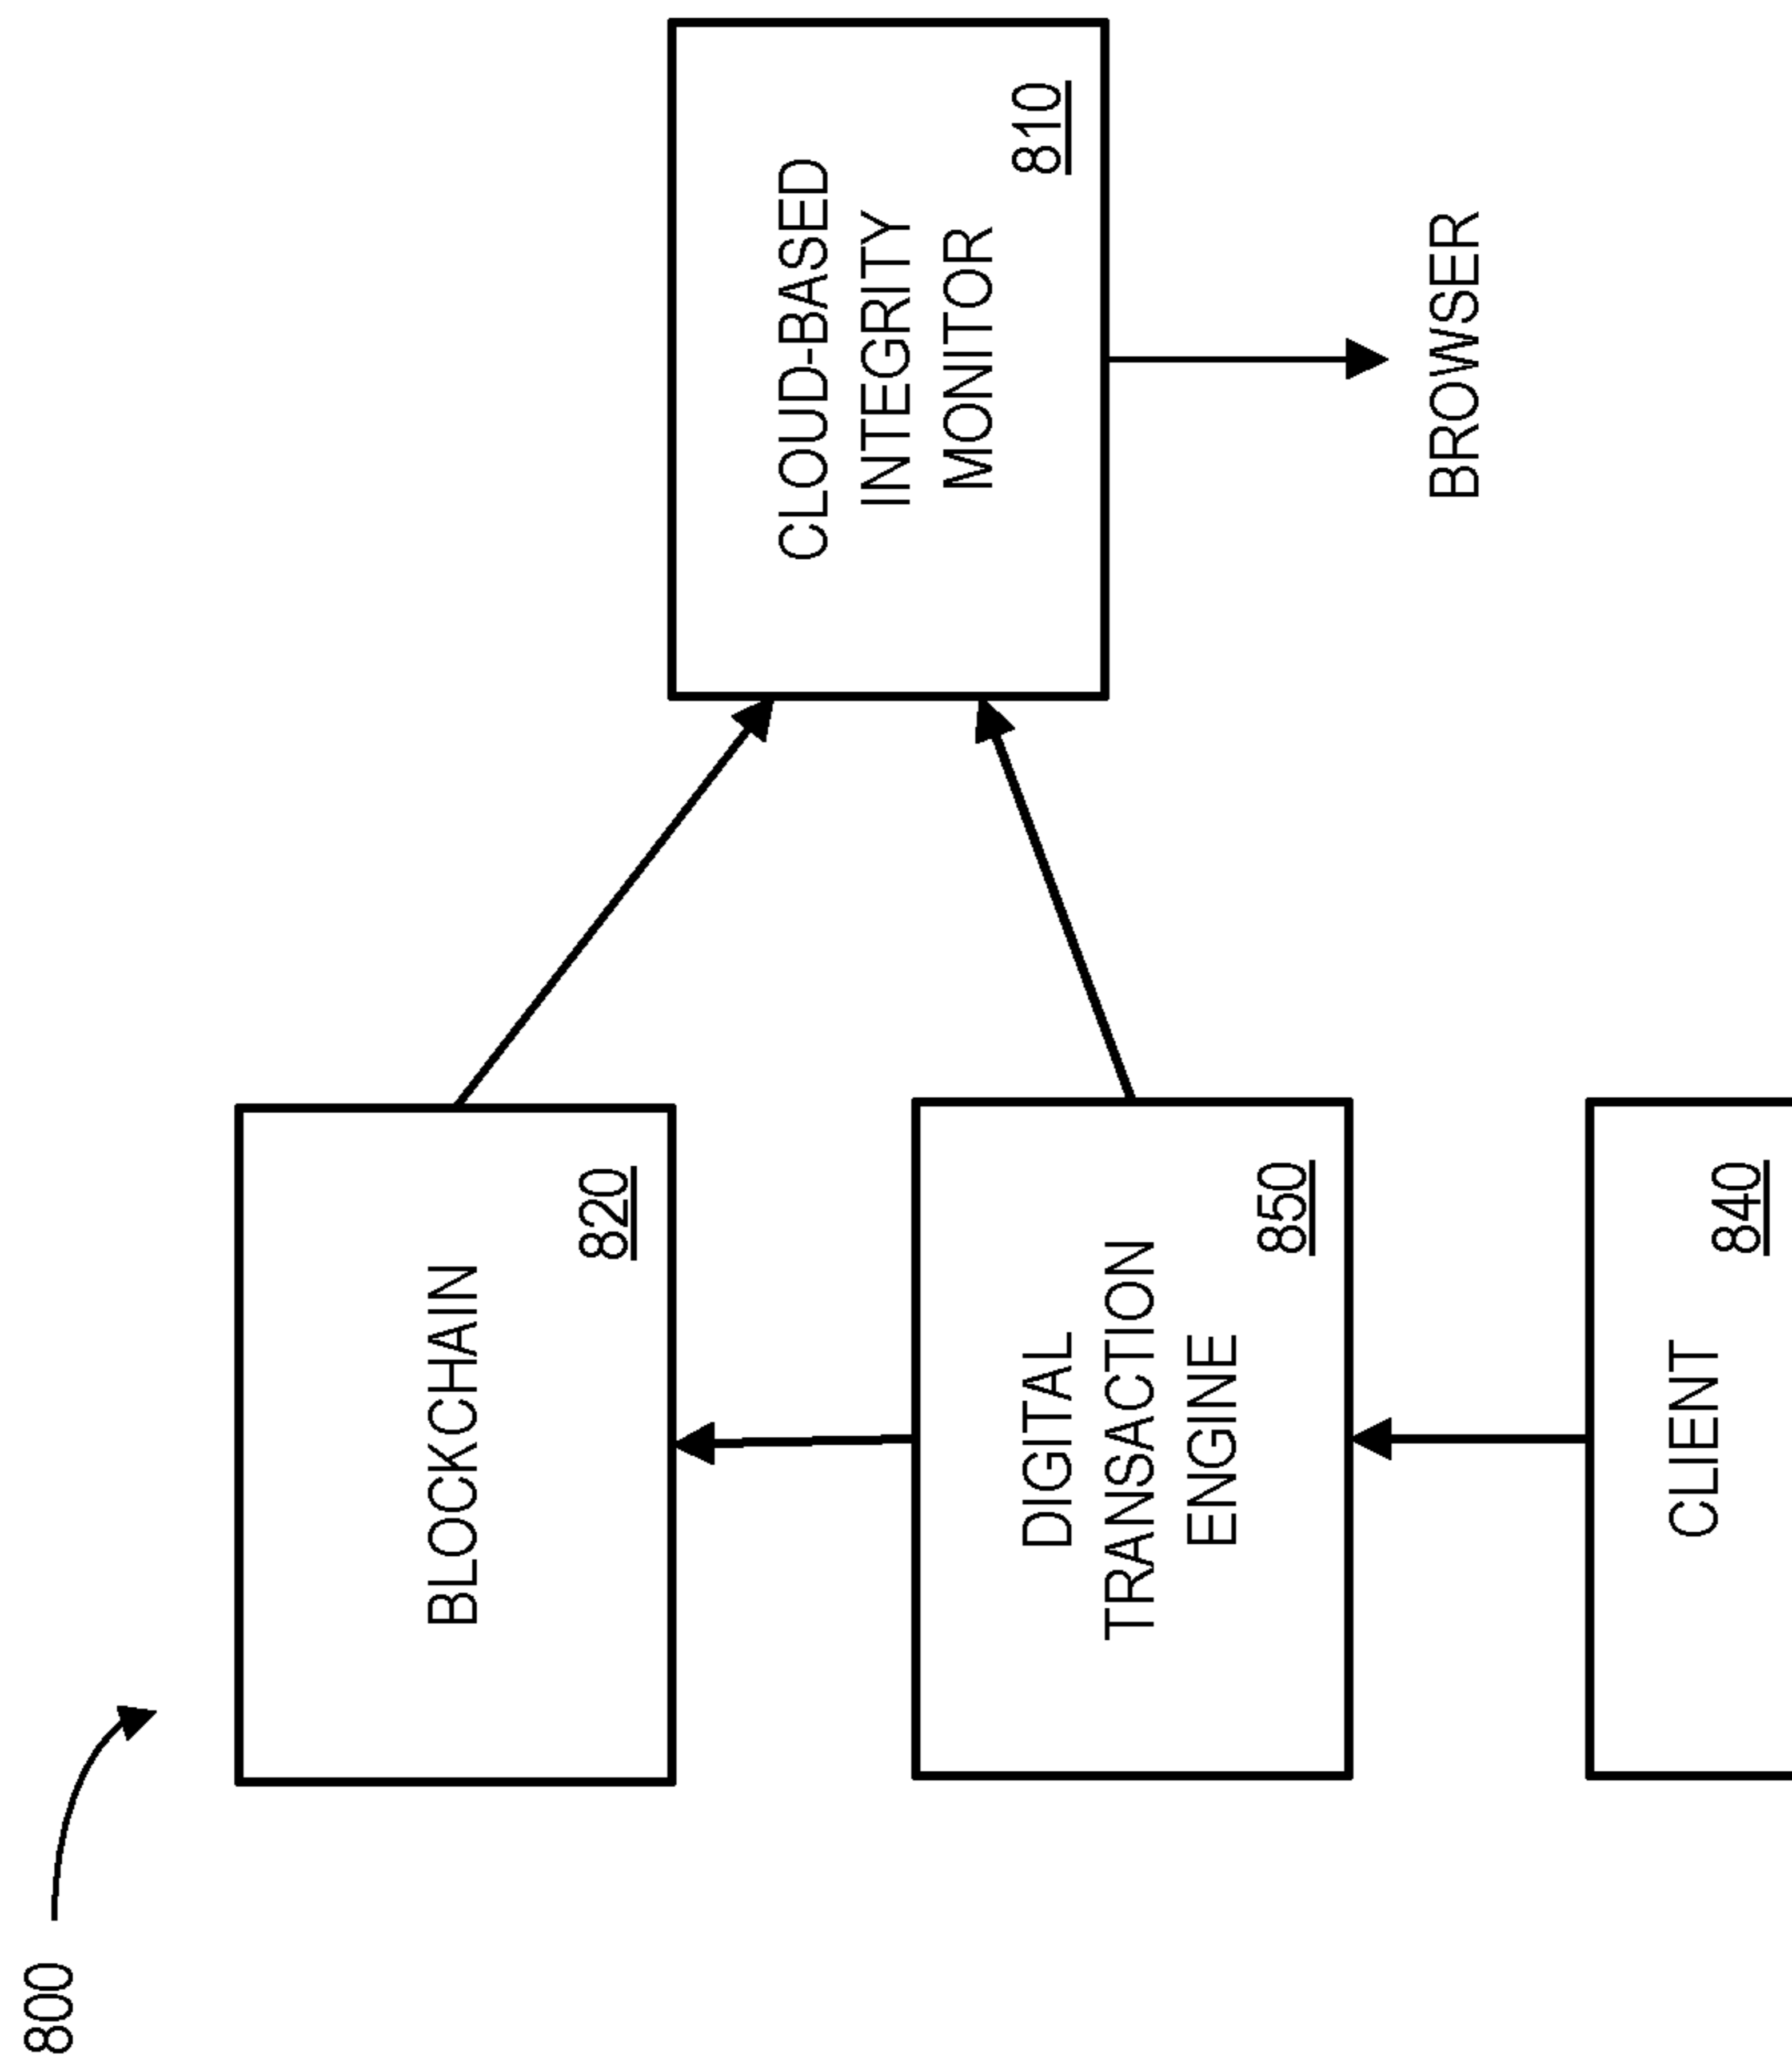 800
BLOCKCHAIN
820
DIGITAL
TRANSACTION
ENGINE
850
CLIENT
840
CLOUD-BASED
INTEGRITY
MONITOR
810
BROWSER